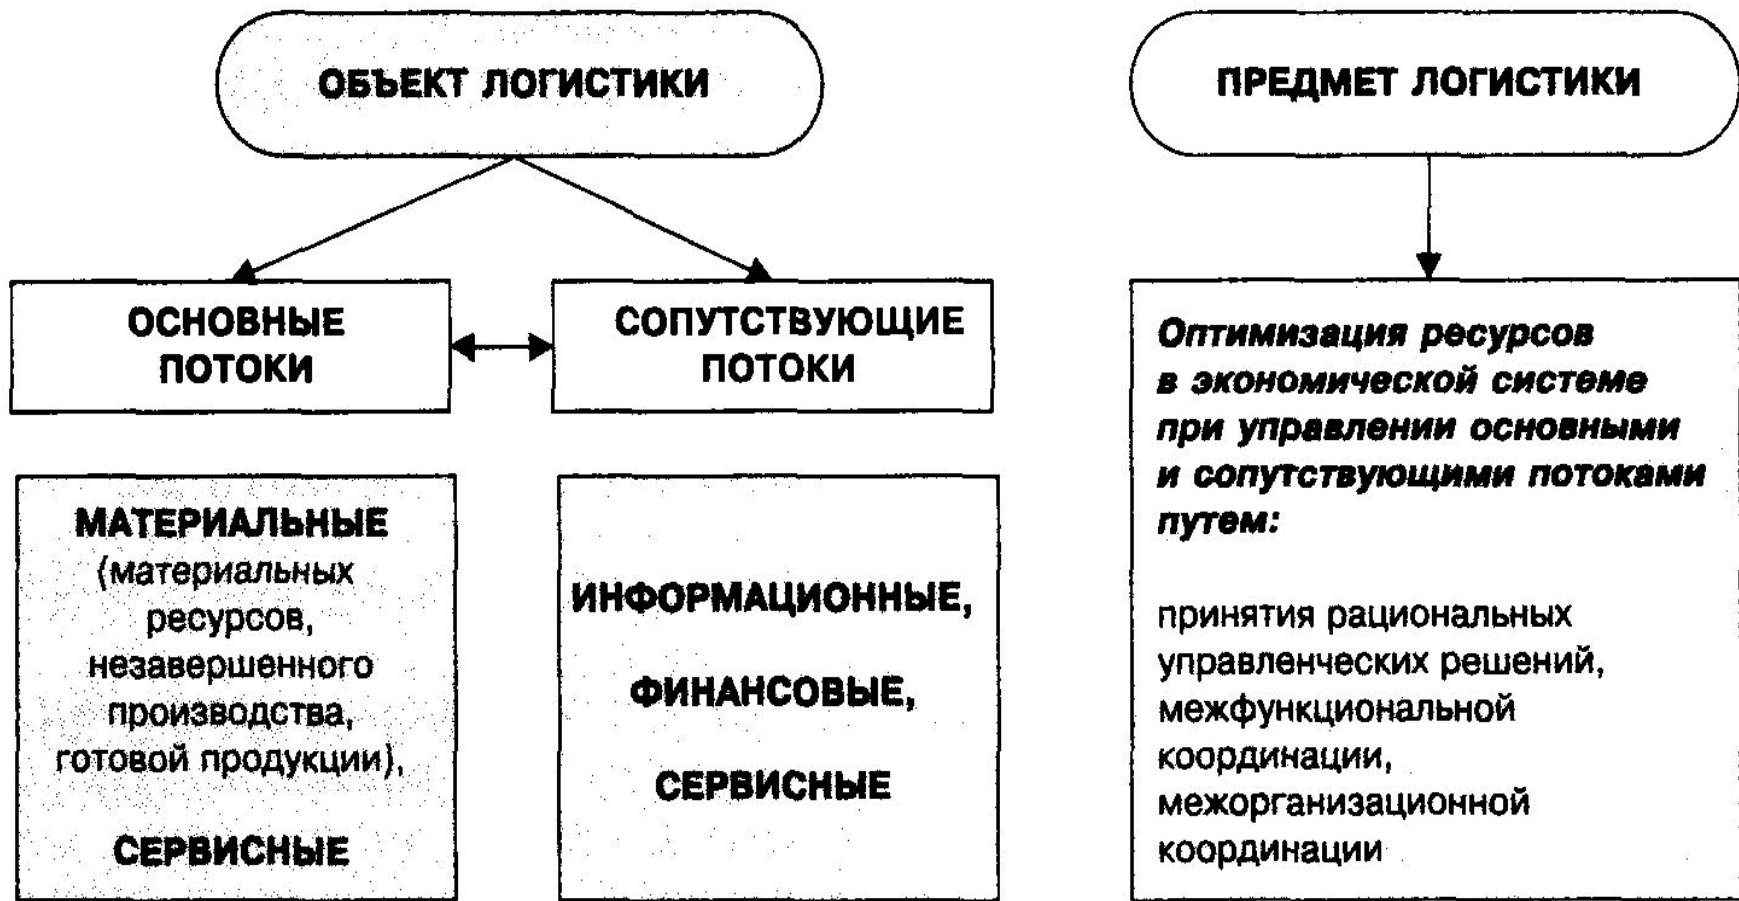 ОБЪЕКТ ЛОГИСТИКИ
ОСНОВНЫЕ
ПОТОКИ
СОПУТСТВУЮЩИЕ
ПОТОКИ
МАТЕРИАЛЬНЫЕ
(материальных
ресурсов,
незавершенного
производства,
готовой продукции),
СЕРВИСНЫЕ
ИНФОРМАЦИОННЫЕ,
ФИНАНСОВЫЕ,
СЕРВИСНЫЕ
ПРЕДМЕТ ЛОГИСТИКИ
Оптимизация ресурсов
в экономической системе
при управлении основными
и сопутствующими потоками
путем:
принятия рациональных
управленческих решений,
межфункциональной
координации,
межорганизационной
координации